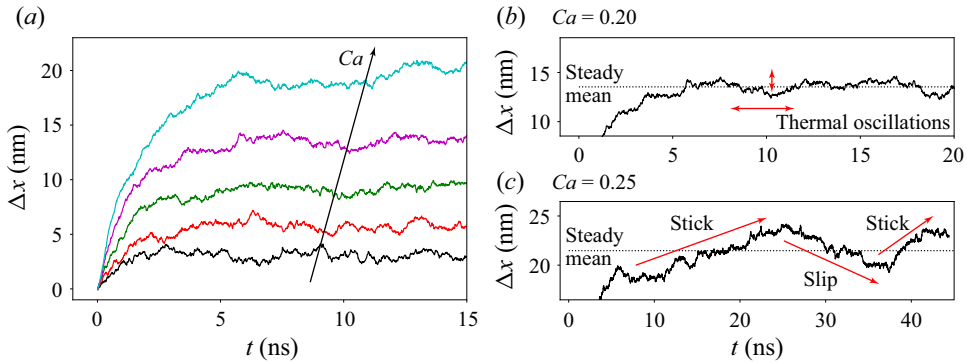 (a)
20
15
10
5
0
Δx (nm)
0
5
10
15
t (ns)
Ca
(b) Ca = 0.20
15
10
Δx (nm)
Steady
mean
Thermal oscillations
0
5
10
15
20
(c) Ca = 0.25
25
20
Δx (nm)
Steady
mean
Stick
Slip
Stick
0
10
20
30
40
t (ns)